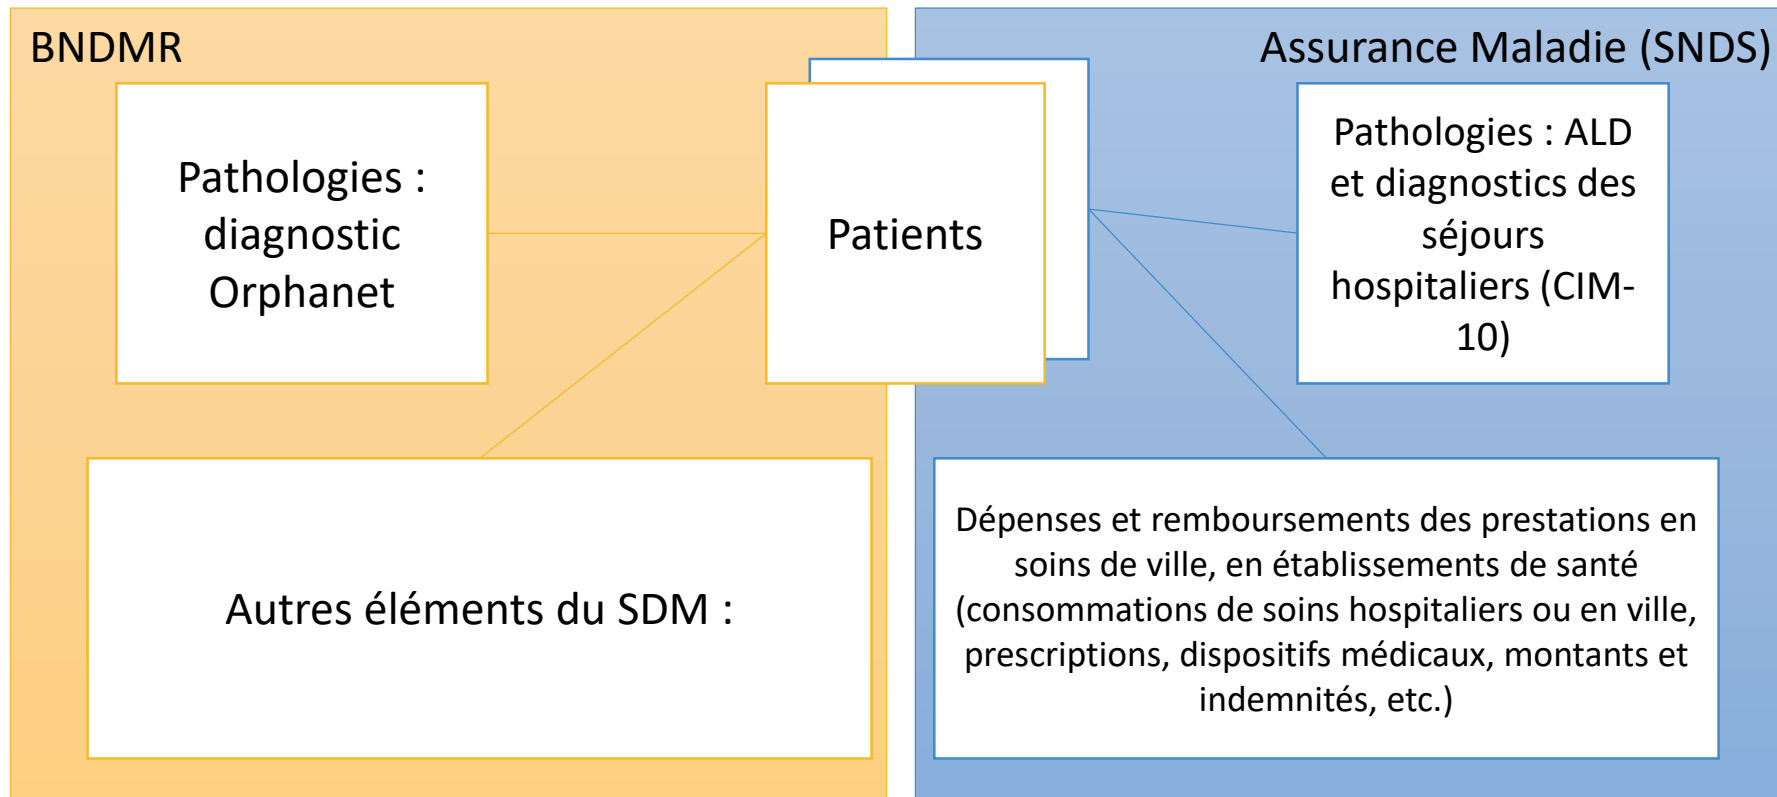 BNDMR
Pathologies :
diagnostic
Orphanet
Autres éléments du SDM :
Patients
Assurance Maladie (SNDS)
Pathologies : ALD
et diagnostics des
séjours
hospitaliers (CIM-
10)
Dépenses et remboursements des prestations en
soins de ville, en établissements de santé
(consommations de soins hospitaliers ou en ville,
prescriptions, dispositifs médicaux, montants et
indemnités, etc.)